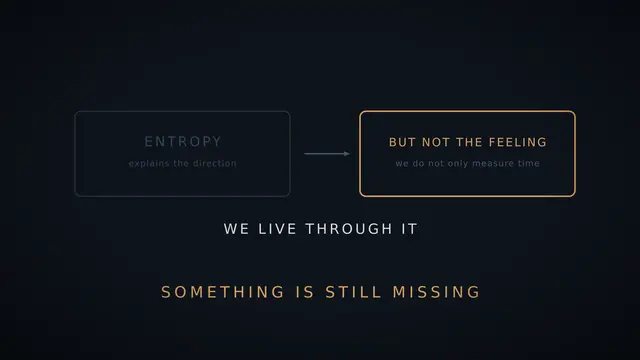 ENTROPY
explains the direction
BUT NOT THE FEELING
we do not only measure time
WE LIVE THROUGH IT
SOMETHING IS STILL MISSING